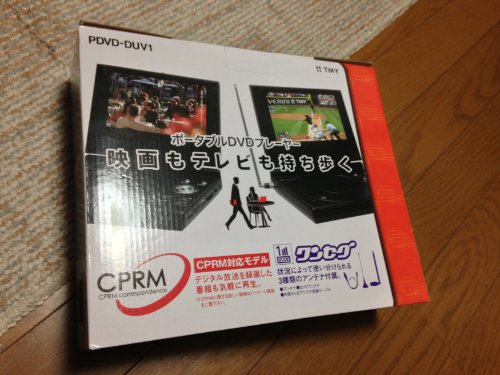 PDVD-DUV1
TMY
VERINI TMY
ポータブルDVDプレーヤー
映画もテレビも持ち歩く
CPRM
CPRM correspondence
CPRM対応モデル
デジタル放送を録画した
番組も気軽に再生。
ワンセグ
状況によって使い分けられる
3種類のアンテナ付属。